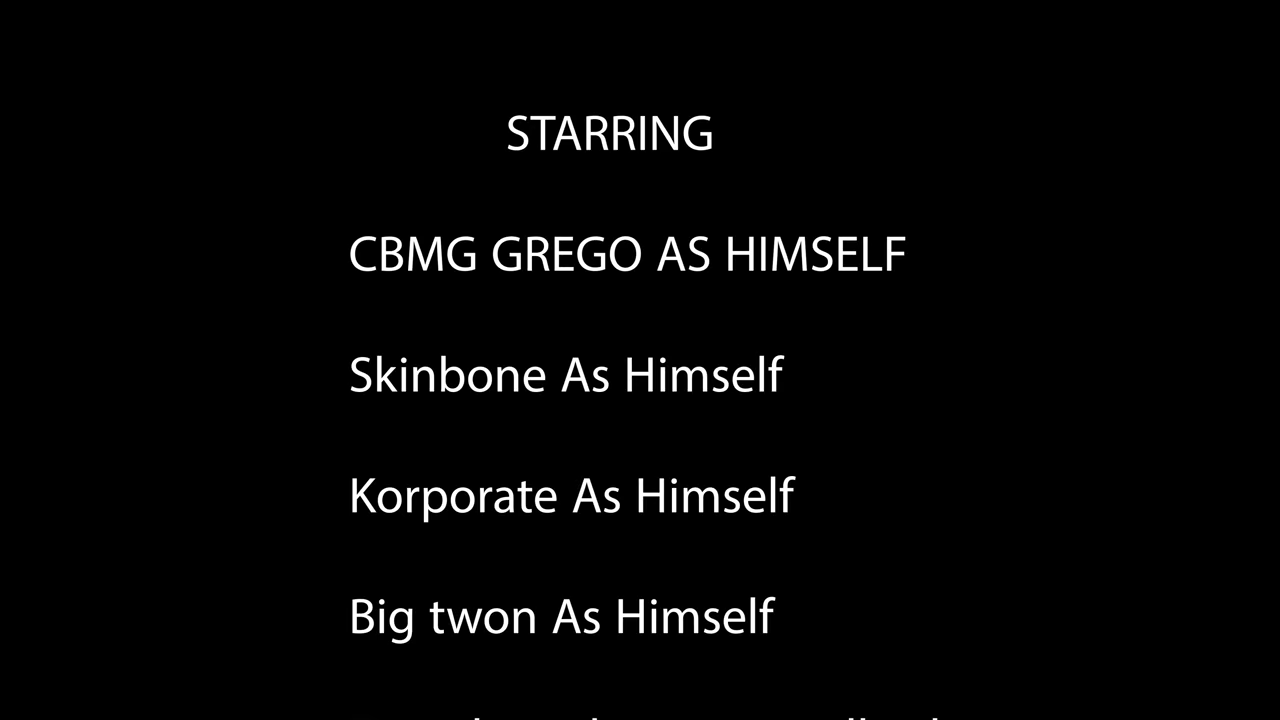 STARRING
CBMG GREGO AS HIMSELF
Skinbone As Himself
Korporate As Himself
Big twon As Himself